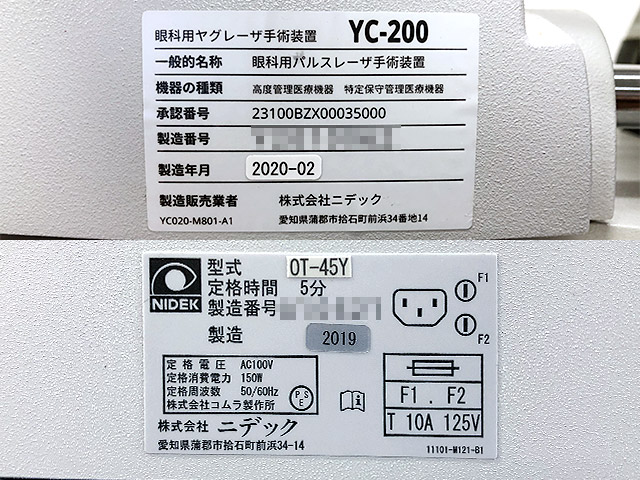 眼科用ヤグレーザ手術装置 YC-200
一般的名称 眼科用パルスレーザ手術装置
機器の種類 高度管理医療機器 特定保守管理医療機器
承認番号 23100BZX00035000
製造番号
製造年月 2020-02
製造販売業者 株式会社ニデック
YC020-M801-A1 愛知県蒲郡市拾石町前浜34番地14
NIDEK
型式 OT-45Y
定格時間 5分
製造番号
製造 2019
F1
F2
定格電圧 AC100V
定格消費電力 150W
定格周波数 50/60Hz
株式会社コムラ製作所
PSE
F1 . F2
T 10A 125V
株式会社 ニデック
愛知県蒲郡市拾石町前浜34-14
11101-M121-B1